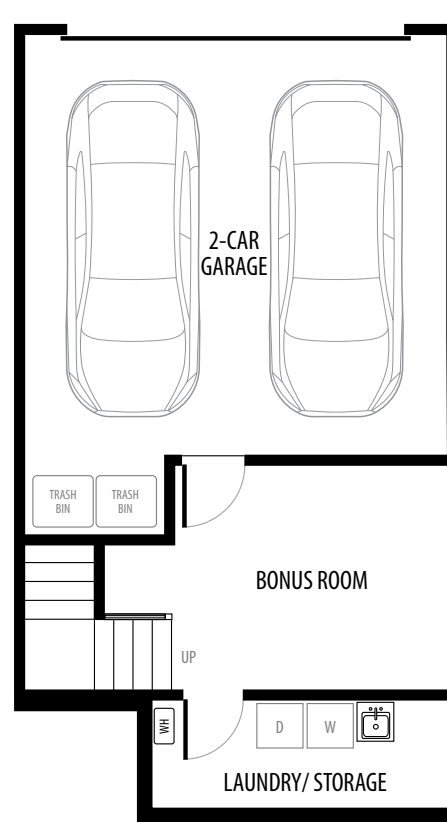 2-CAR
GARAGE
TRASH
BIN
TRASH
BIN
BONUS ROOM
UP
WH
D
W
LAUNDRY/ STORAGE